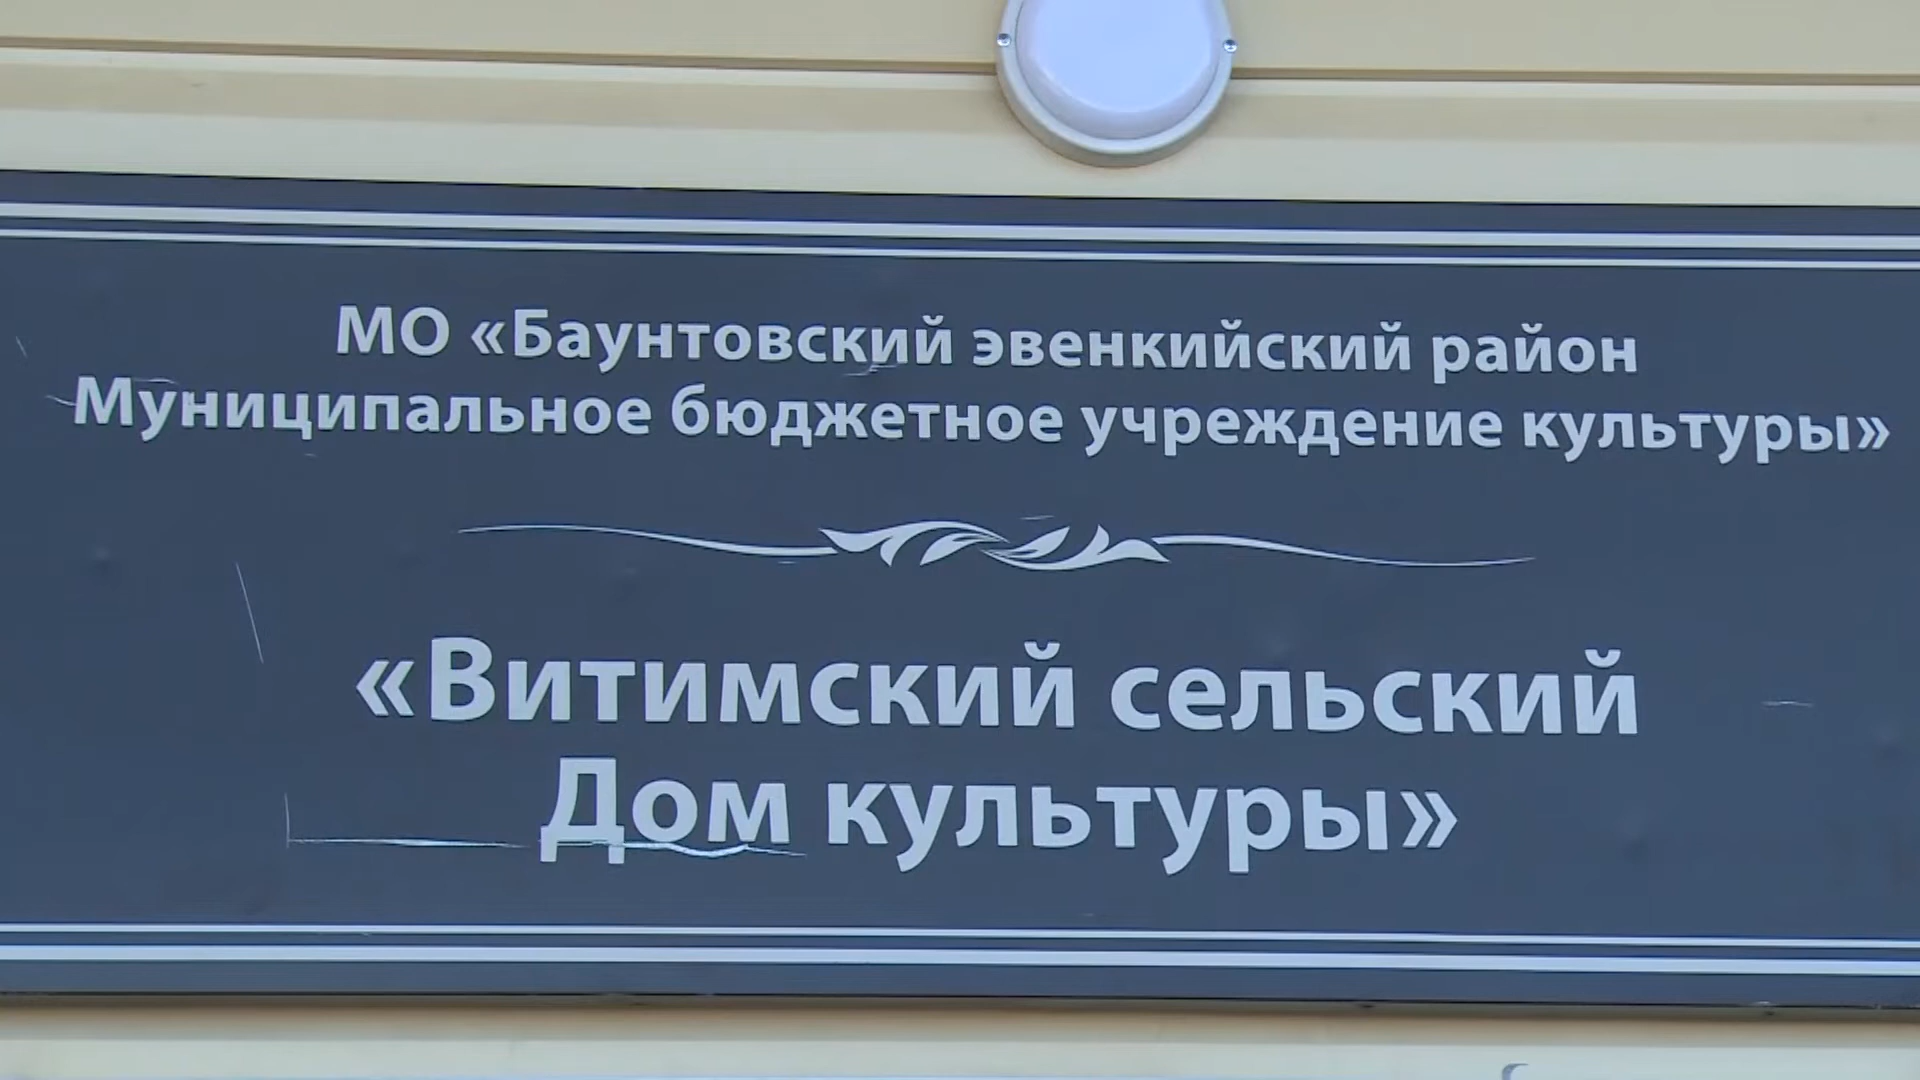 МО «Баунтовский эвенкийский район
Муниципальное бюджетное учреждение культуры»
«Витимский сельский
Дом культуры»